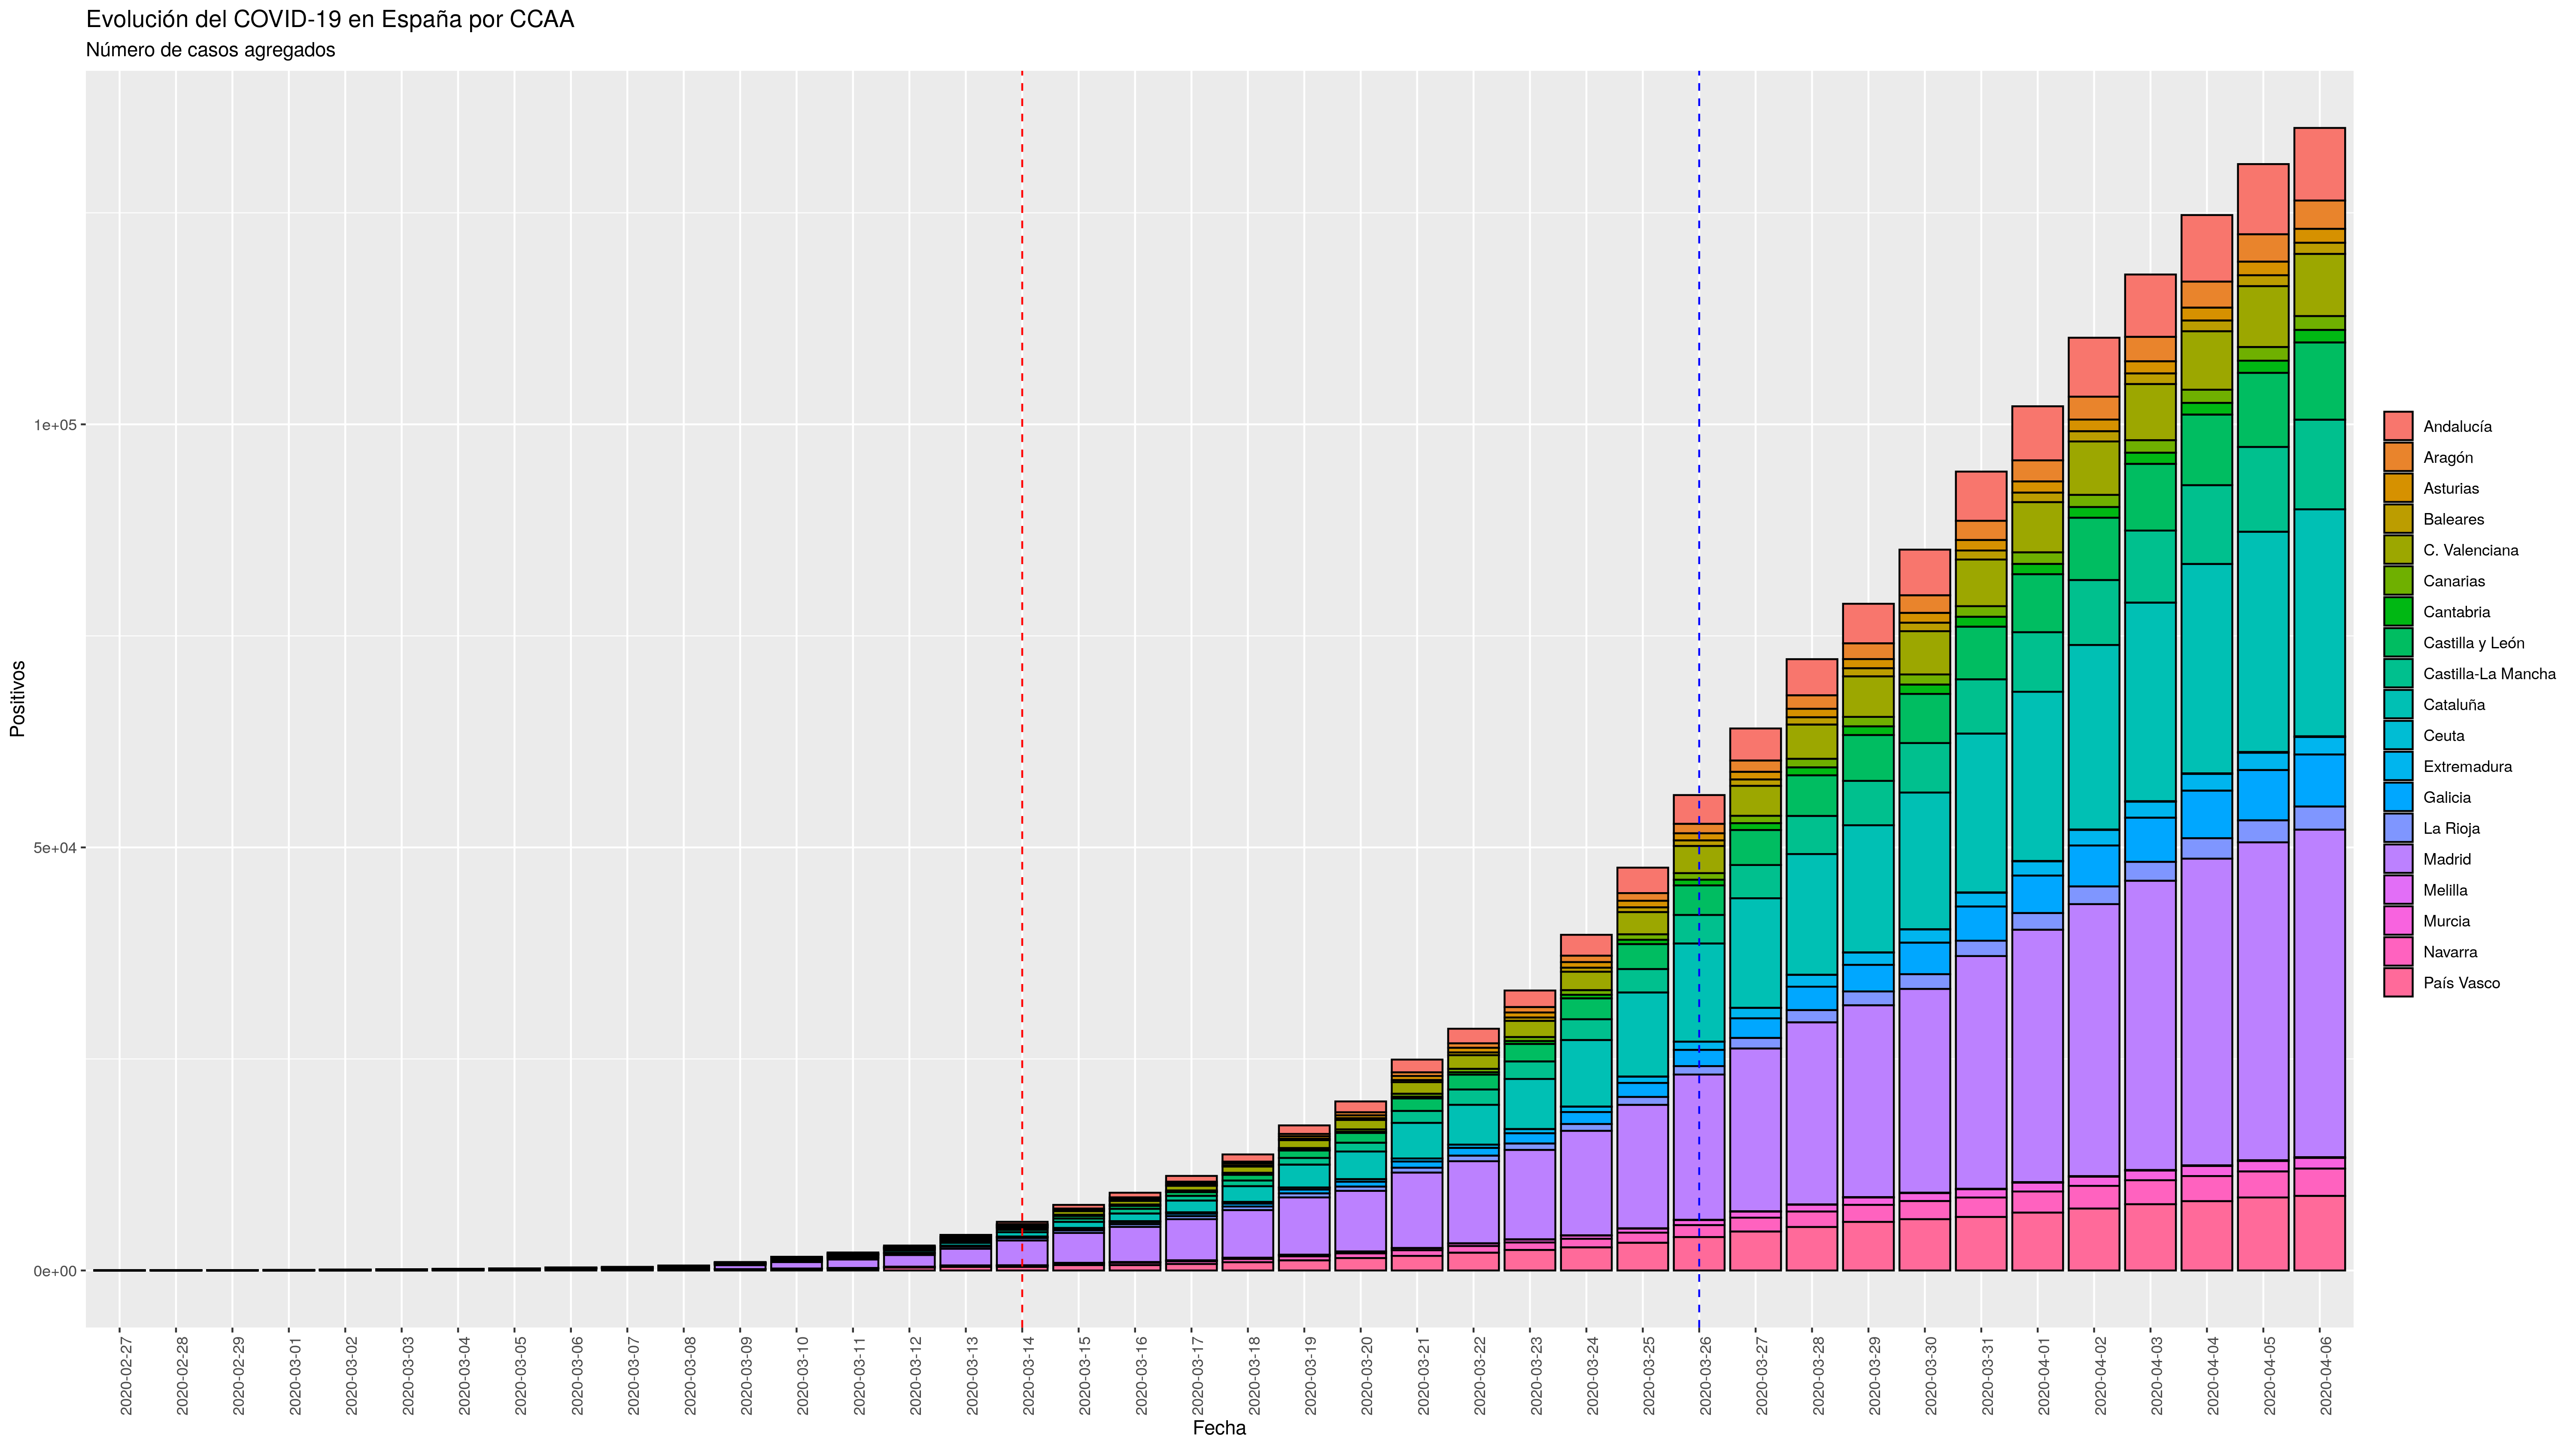 Evolución del COVID-19 en España por CCAA
Número de casos agregados
Positivos
1e+05
5e+04
0e+00
Andalucía
Aragón
Asturias
Baleares
C. Valenciana
Canarias
Cantabria
Castilla y León
Castilla-La Mancha
Cataluña
Ceuta
Extremadura
Galicia
La Rioja
Madrid
Melilla
Murcia
Navarra
País Vasco
2020-02-27
2020-02-28
2020-02-29
2020-03-01
2020-03-02
2020-03-03
2020-03-04
2020-03-05
2020-03-06
2020-03-07
2020-03-08
2020-03-09
2020-03-10
2020-03-11
2020-03-12
2020-03-13
2020-03-14
2020-03-15
2020-03-16
2020-03-17
2020-03-18
2020-03-19
2020-03-20
2020-03-21
2020-03-22
2020-03-23
2020-03-24
2020-03-25
2020-03-26
2020-03-27
2020-03-28
2020-03-29
2020-03-30
2020-03-31
2020-04-01
2020-04-02
2020-04-03
2020-04-04
2020-04-05
2020-04-06
Fecha